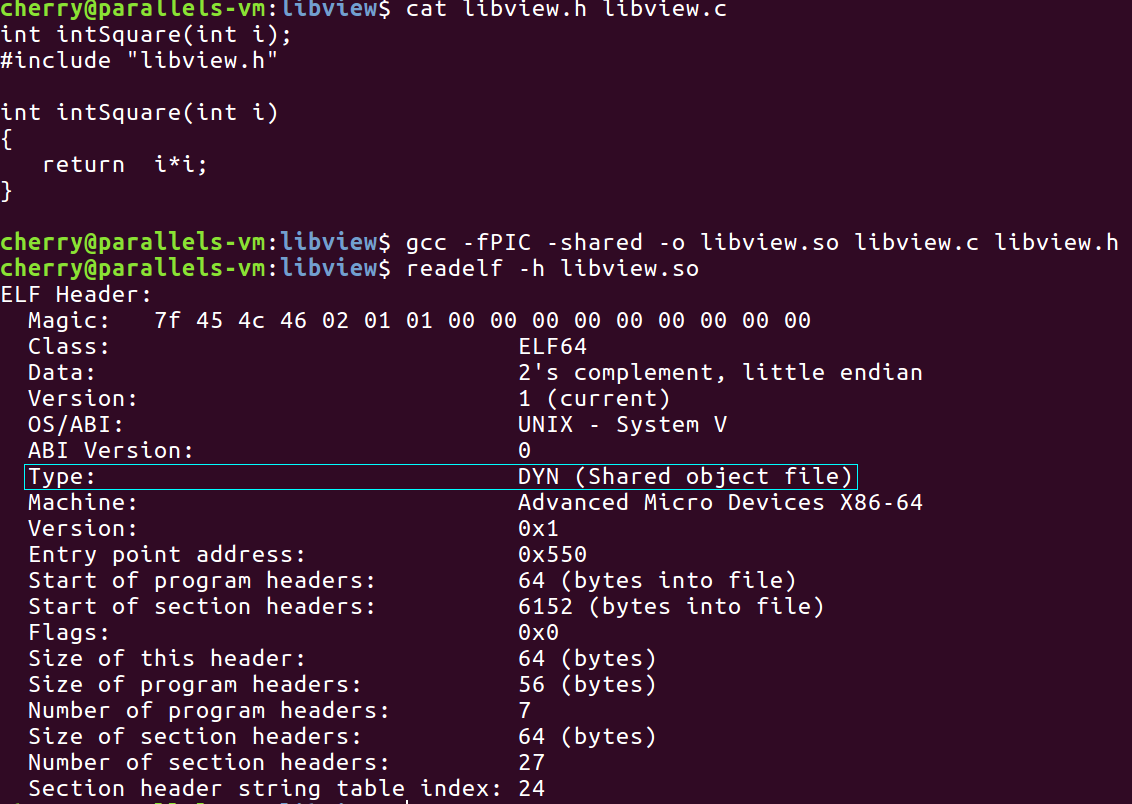 cherry@parallels-vm:libview$ cat libview.h libview.c
int intSquare(int i);
#include "libview.h"
int intSquare(int i)
{
return  i*i;
}
cherry@parallels-vm:libview$ gcc -fPIC -shared -o libview.so libview.c libview.h
cherry@parallels-vm:libview$ readelf -h libview.so
ELF Header:
Magic:   7f 45 4c 46 02 01 01 00 00 00 00 00 00 00 00 00
Class:                             ELF64
Data:                              2's complement, little endian
Version:                           1 (current)
OS/ABI:                            UNIX - System V
ABI Version:                       0
Type:                              DYN (Shared object file)
Machine:                           Advanced Micro Devices X86-64
Version:                           0x1
Entry point address:               0x550
Start of program headers:          64 (bytes into file)
Start of section headers:          6152 (bytes into file)
Flags:                             0x0
Size of this header:               64 (bytes)
Size of program headers:           56 (bytes)
Number of program headers:         7
Size of section headers:           64 (bytes)
Number of section headers:         27
Section header string table index: 24